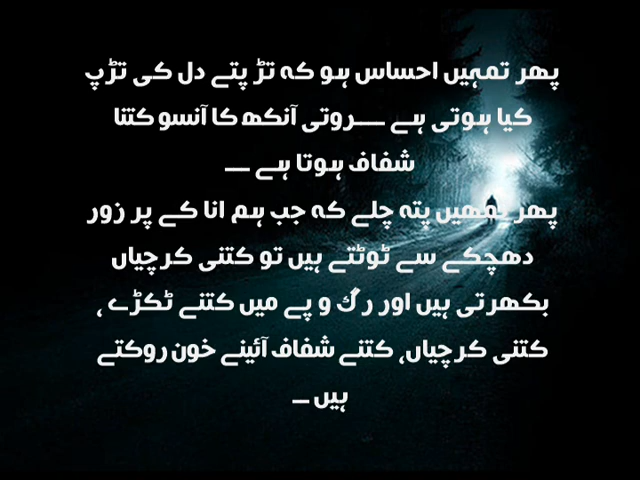 پھر تمہیں احساس ہو کہ تڑ پتے دل کی تڑپ
کیا ہوتی ہے ــــروتی آنکھ کا آنسو کتنا
شفاف ہوتا ہے ـــ
پھر تمھیں پتہ چلے کہ جب ہم انا کے پر زور
دھچکے سے ٹوٹتے ہیں تو کتنی کرچیاں
بکھرتی ہیں اور رگ و پے میں کتنے ٹکڑے ،
کتنی کرچیاں، کتنے شفاف آئینے خون روکتے
ہیں ـــ